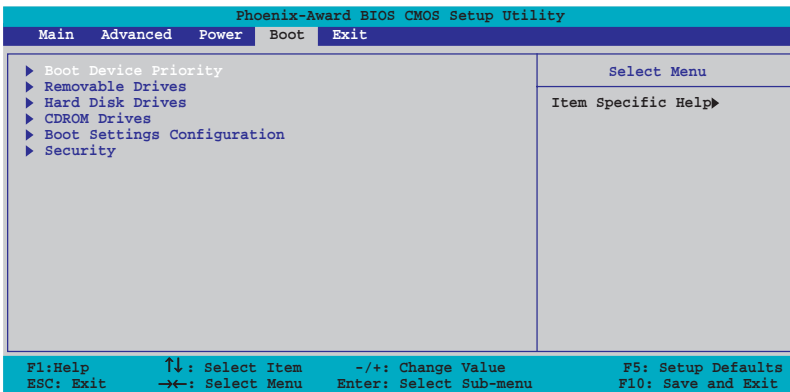 Phoenix-Award BIOS CMOS Setup Utility
Main Advanced Power Boot Exit
Boot Device Priority
Removable Drives
Hard Disk Drives
CDROM Drives
Boot Settings Configuration
Security
Select Menu
Item Specific Help
F1:Help ↑↓: Select Item -/+: Change Value F5: Setup Defaults
ESC: Exit →←: Select Menu Enter: Select Sub-menu F10: Save and Exit